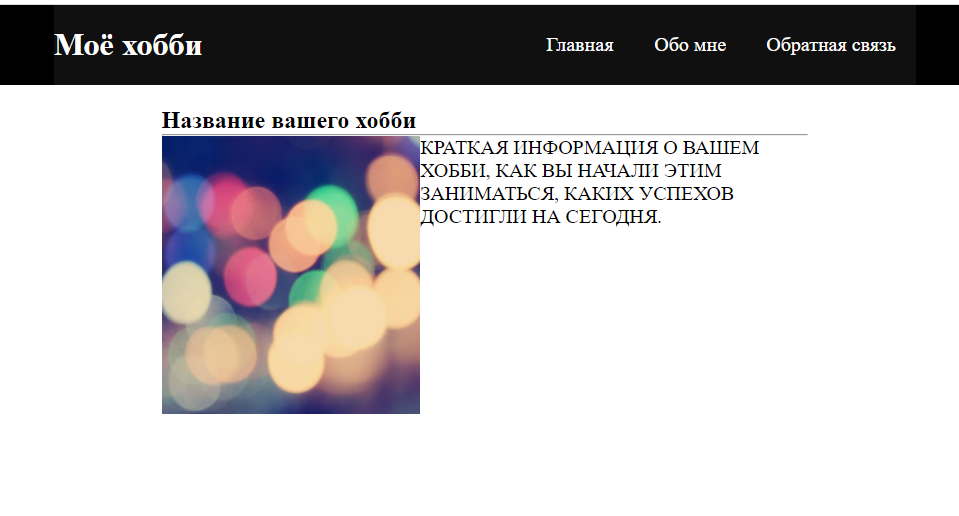 Моё хобби
Главная Обо мне Обратная связь
Название вашего хобби
КРАТКАЯ ИНФОРМАЦИЯ О ВАШЕМ
ХОББИ, КАК ВЫ НАЧАЛИ ЭТИМ
ЗАНИМАТЬСЯ, КАКИХ УСПЕХОВ
ДОСТИГЛИ НА СЕГОДНЯ.